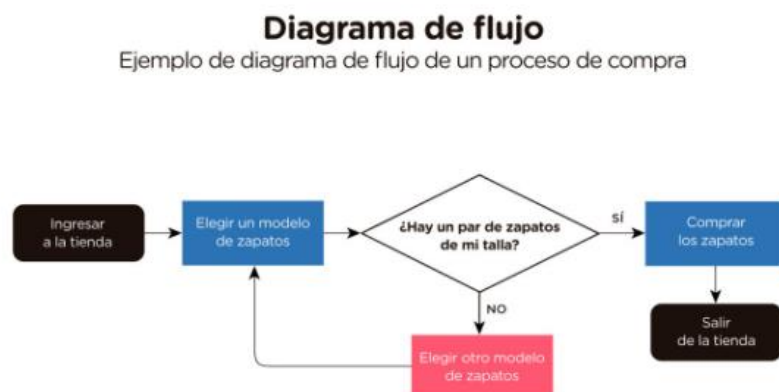 Diagrama de flujo
Ejemplo de diagrama de flujo de un proceso de compra
Ingresar
a la tienda
Elegir un modelo
de zapatos
¿Hay un par de zapatos
de mi talla?
SÍ
Comprar
los zapatos
NO
Salir
de la tienda
Elegir otro modelo
de zapatos